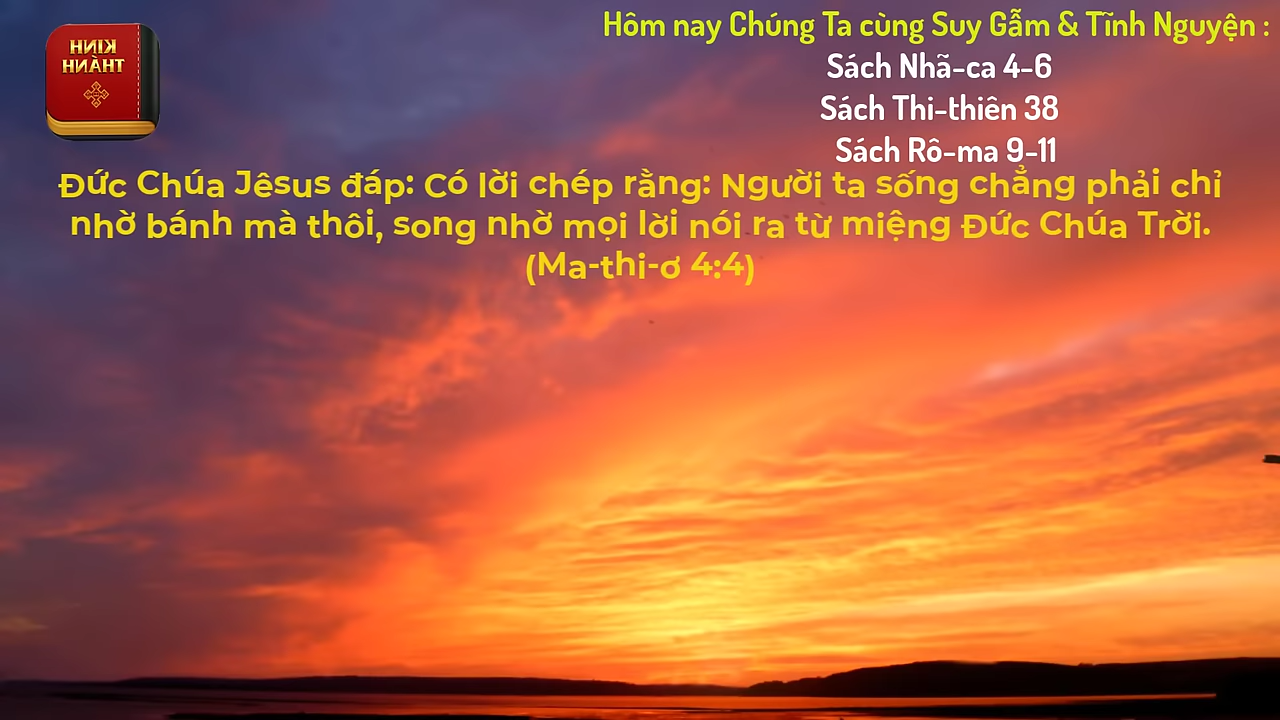 KINH
THÁNH
Hôm nay Chúng Ta cùng Suy Gẫm & Tĩnh Nguyện :
Sách Nhã-ca 4-6
Sách Thi-thiên 38
Sách Rô-ma 9-11
Đức Chúa Jêsus đáp: Có lời chép rằng: Người ta sống chẳng phải chỉ
nhờ bánh mà thôi, song nhờ mọi lời nói ra từ miệng Đức Chúa Trời.
(Ma-thi-ơ 4:4)